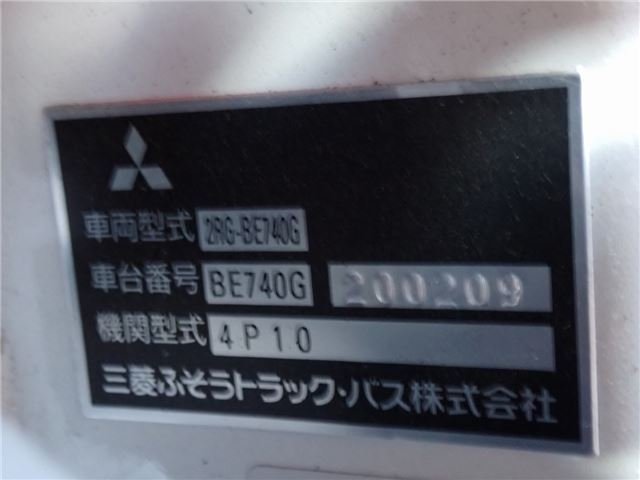 車両型式 2RG-BE740G
車台番号 BE740G 200209
機関型式 4P10
三菱ふそうトラック・バス株式会社